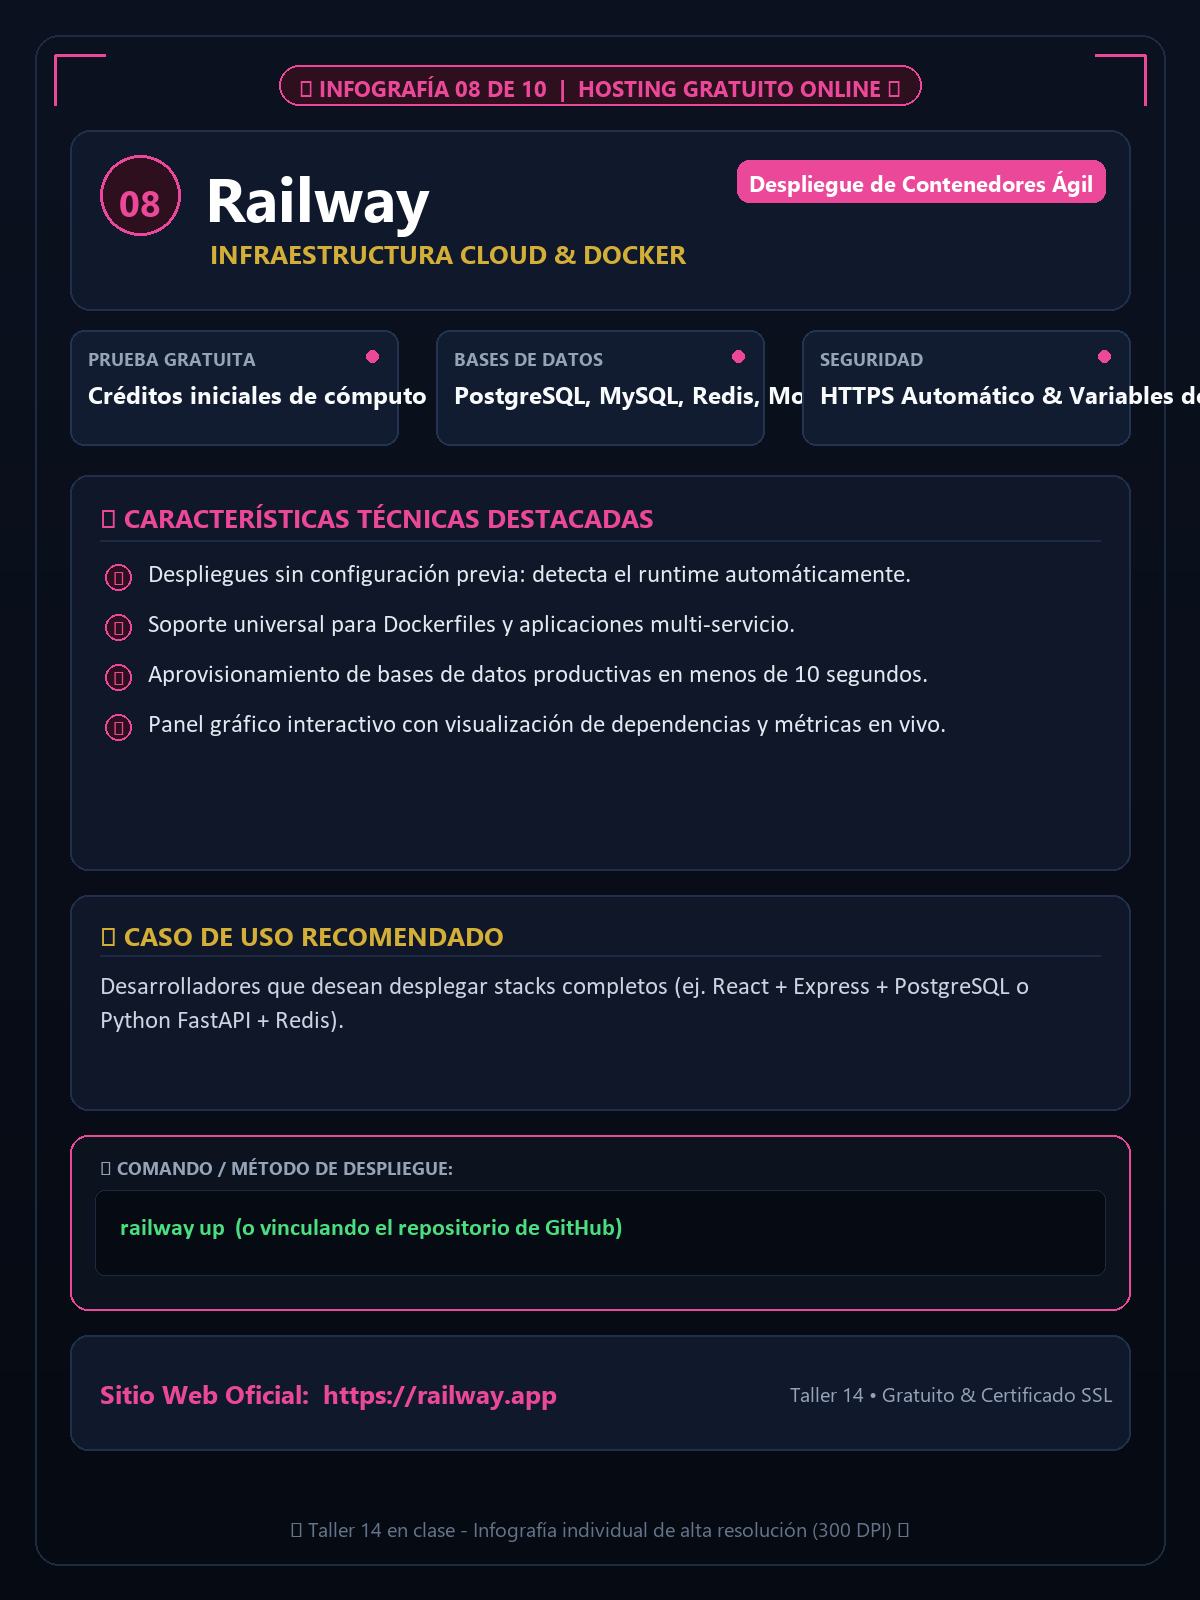 INFOGRAFÍA 08 DE 10 | HOSTING GRATUITO ONLINE
08
Railway
Despliegue de Contenedores Ágil
INFRAESTRUCTURA CLOUD & DOCKER
PRUEBA GRATUITA
Créditos iniciales de cómputo
BASES DE DATOS
PostgreSQL, MySQL, Redis, Mo
SEGURIDAD
HTTPS Automático & Variables de
CARACTERÍSTICAS TÉCNICAS DESTACADAS
Despliegues sin configuración previa: detecta el runtime automáticamente.
Soporte universal para Dockerfiles y aplicaciones multi-servicio.
Aprovisionamiento de bases de datos productivas en menos de 10 segundos.
Panel gráfico interactivo con visualización de dependencias y métricas en vivo.
CASO DE USO RECOMENDADO
Desarrolladores que desean desplegar stacks completos (ej. React + Express + PostgreSQL o
Python FastAPI + Redis).
COMANDO / MÉTODO DE DESPLIEGUE:
railway up (o vinculando el repositorio de GitHub)
Sitio Web Oficial: https://railway.app
Taller 14 • Gratuito & Certificado SSL
Taller 14 en clase - Infografía individual de alta resolución (300 DPI)